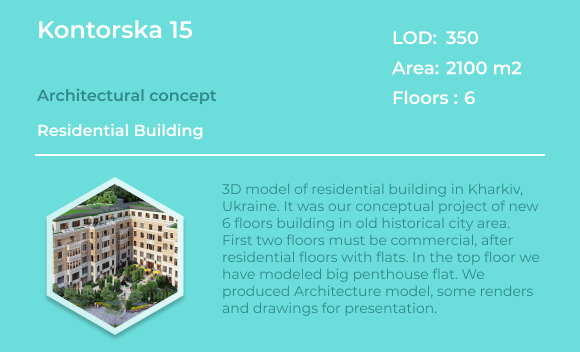 Kontorska 15
LOD: 350
Area: 2100 m2
Floors : 6
Architectural concept
Residential Building
3D model of residential building in Kharkiv,
Ukraine. It was our conceptual project of new
6 floors building in old historical city area.
First two floors must be commercial, after
residential floors with flats. In the top floor we
have modeled big penthouse flat. We
produced Architecture model, some renders
and drawings for presentation.